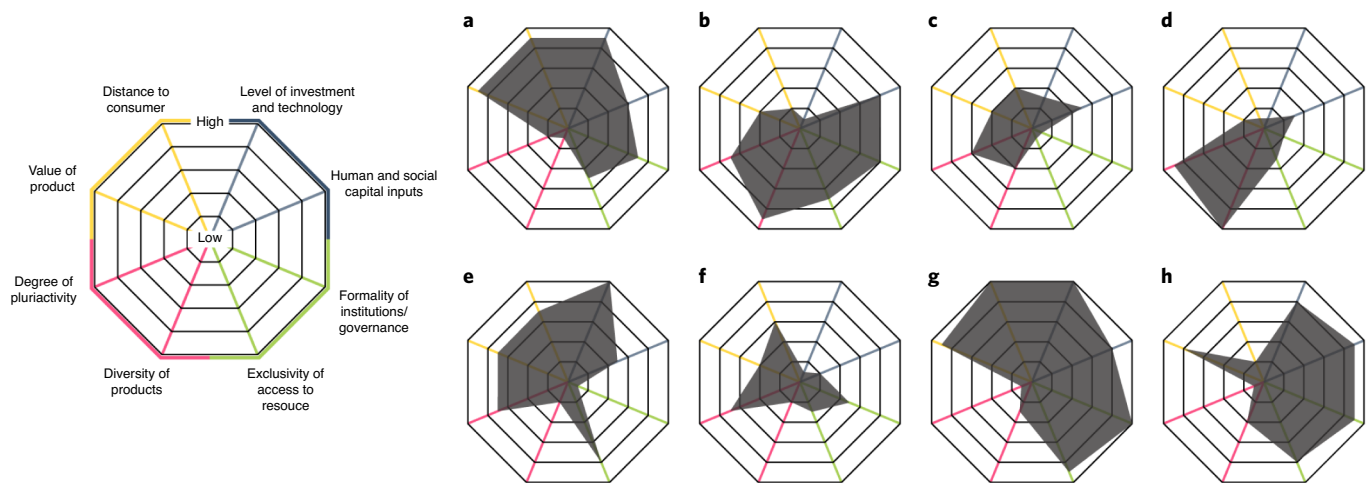 a
b
c
d
Distance to
consumer
Level of investment
and technology
High
Value of
product
Human and social
capital inputs
Low
Degree of
pluriactivity
Formality of
institutions/
governance
Diversity of
products
Exclusivity of
access to
resouce
e
f
g
h